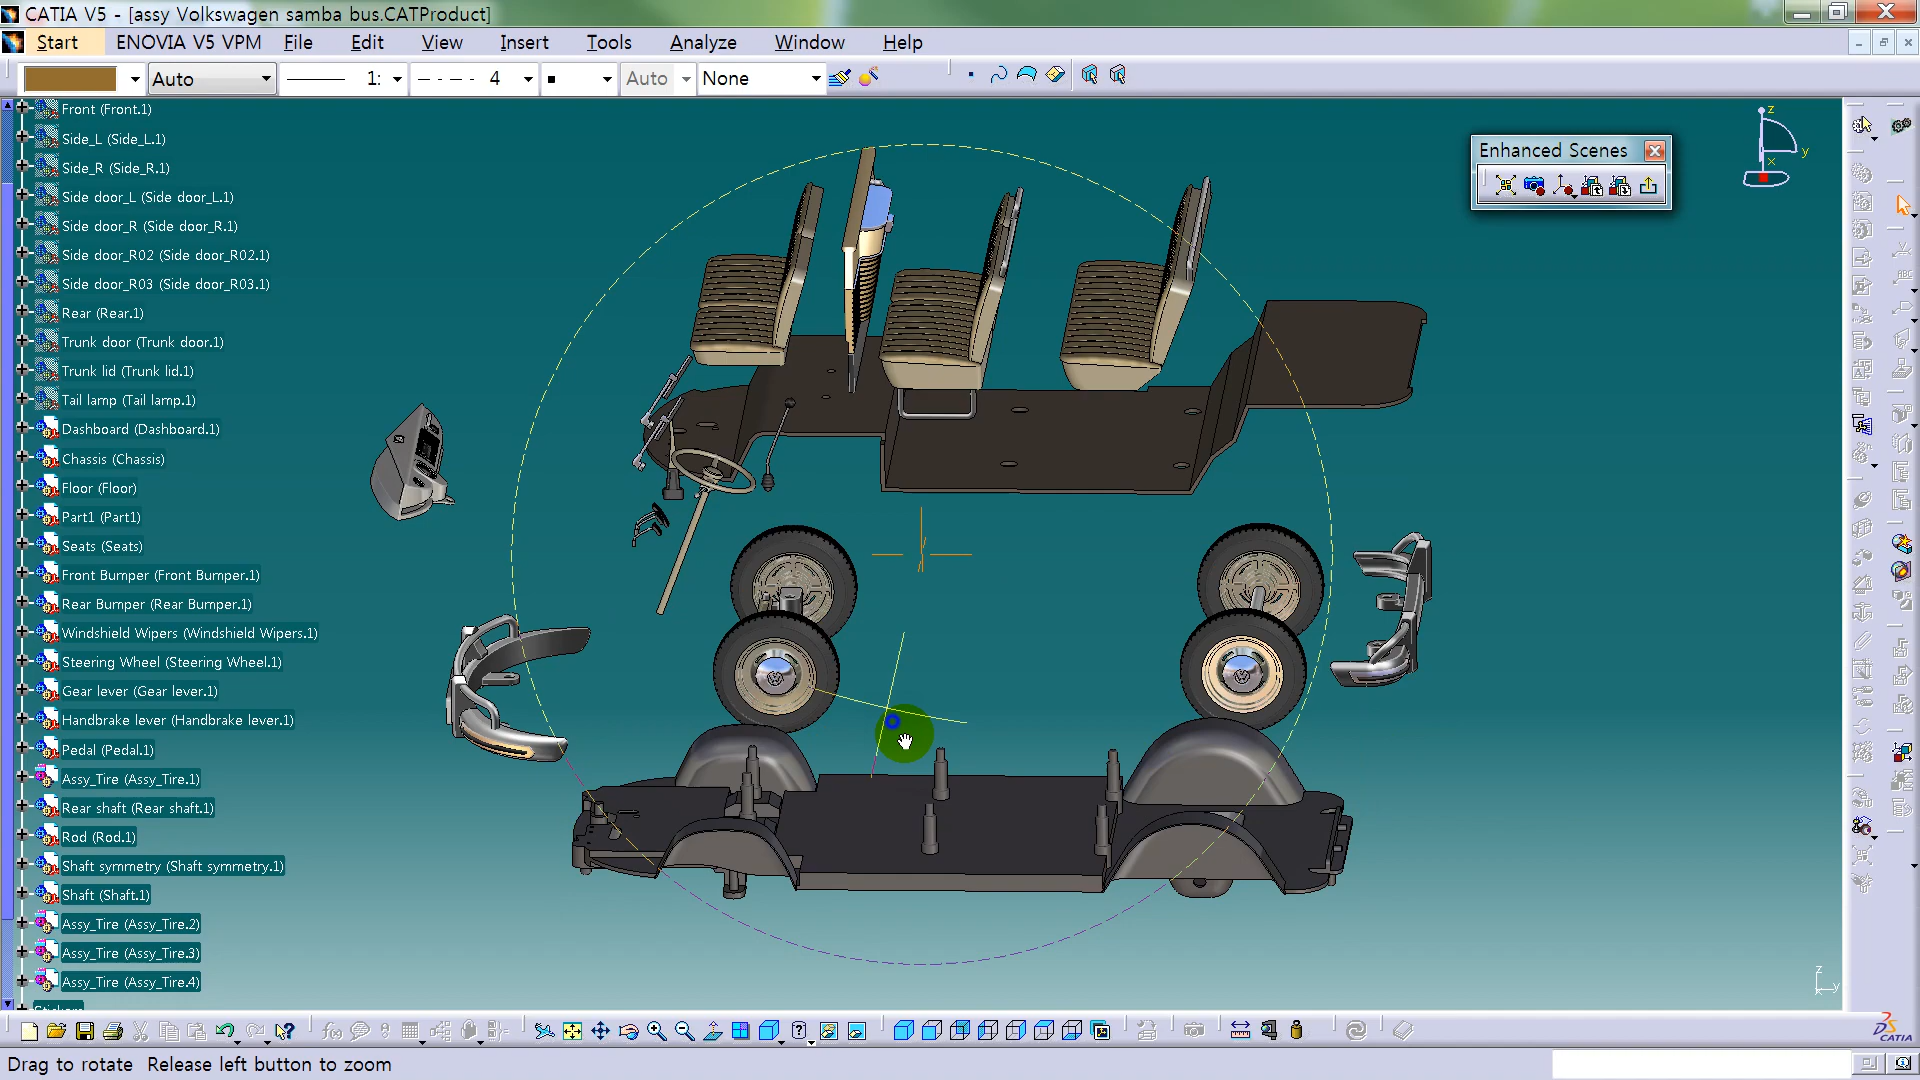 CATIA V5 - [assy Volkswagen samba bus.CATProduct]
Start ENOVIA V5 VPM File Edit View Insert Tools Analyze Window Help
Auto 1: 4 Auto None
Front (Front.1)
Side_L (Side_L.1)
Side_R (Side_R.1)
Side door_L (Side door_L.1)
Side door_R (Side door_R.1)
Side door_R02 (Side door_R02.1)
Side door_R03 (Side door_R03.1)
Rear (Rear.1)
Trunk door (Trunk door.1)
Trunk lid (Trunk lid.1)
Tail lamp (Tail lamp.1)
Dashboard (Dashboard.1)
Chassis (Chassis)
Floor (Floor)
Part1 (Part1)
Seats (Seats)
Front Bumper (Front Bumper.1)
Rear Bumper (Rear Bumper.1)
Windshield Wipers (Windshield Wipers.1)
Steering Wheel (Steering Wheel.1)
Gear lever (Gear lever.1)
Handbrake lever (Handbrake lever.1)
Pedal (Pedal.1)
Assy_Tire (Assy_Tire.1)
Rear shaft (Rear shaft.1)
Rod (Rod.1)
Shaft symmetry (Shaft symmetry.1)
Shaft (Shaft.1)
Assy_Tire (Assy_Tire.2)
Assy_Tire (Assy_Tire.3)
Assy_Tire (Assy_Tire.4)
Enhanced Scenes
z
y
x
z
y
x
CATIA
Drag to rotate Release left button to zoom